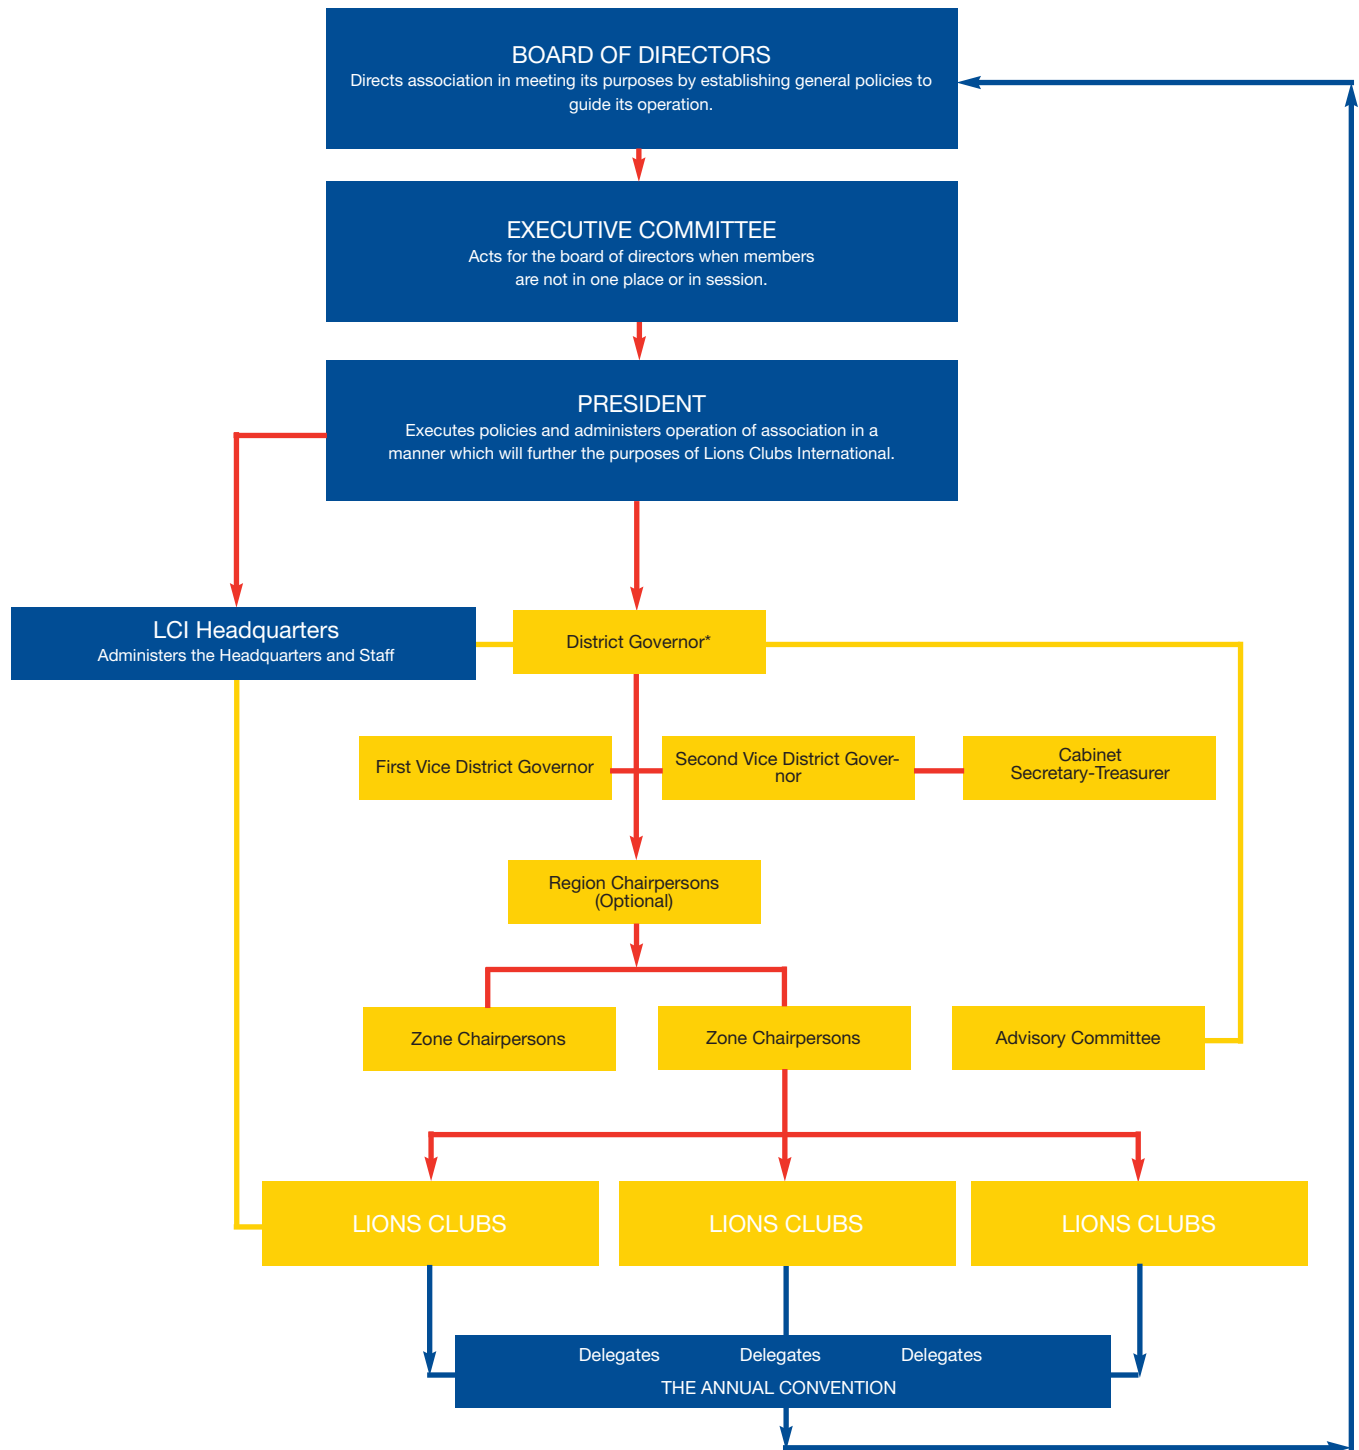 BOARD OF DIRECTORS
Directs association in meeting its purposes by establishing general policies to
guide its operation.
EXECUTIVE COMMITTEE
Acts for the board of directors when members
are not in one place or in session.
PRESIDENT
Executes policies and administers operation of association in a
manner which will further the purposes of Lions Clubs International.
LCI Headquarters
Administers the Headquarters and Staff
District Governor*
First Vice District Governor
Second Vice District Gover-
nor
Cabinet
Secretary-Treasurer
Region Chairpersons
(Optional)
Zone Chairpersons
Zone Chairpersons
Advisory Committee
LIONS CLUBS
LIONS CLUBS
LIONS CLUBS
Delegates Delegates Delegates
THE ANNUAL CONVENTION